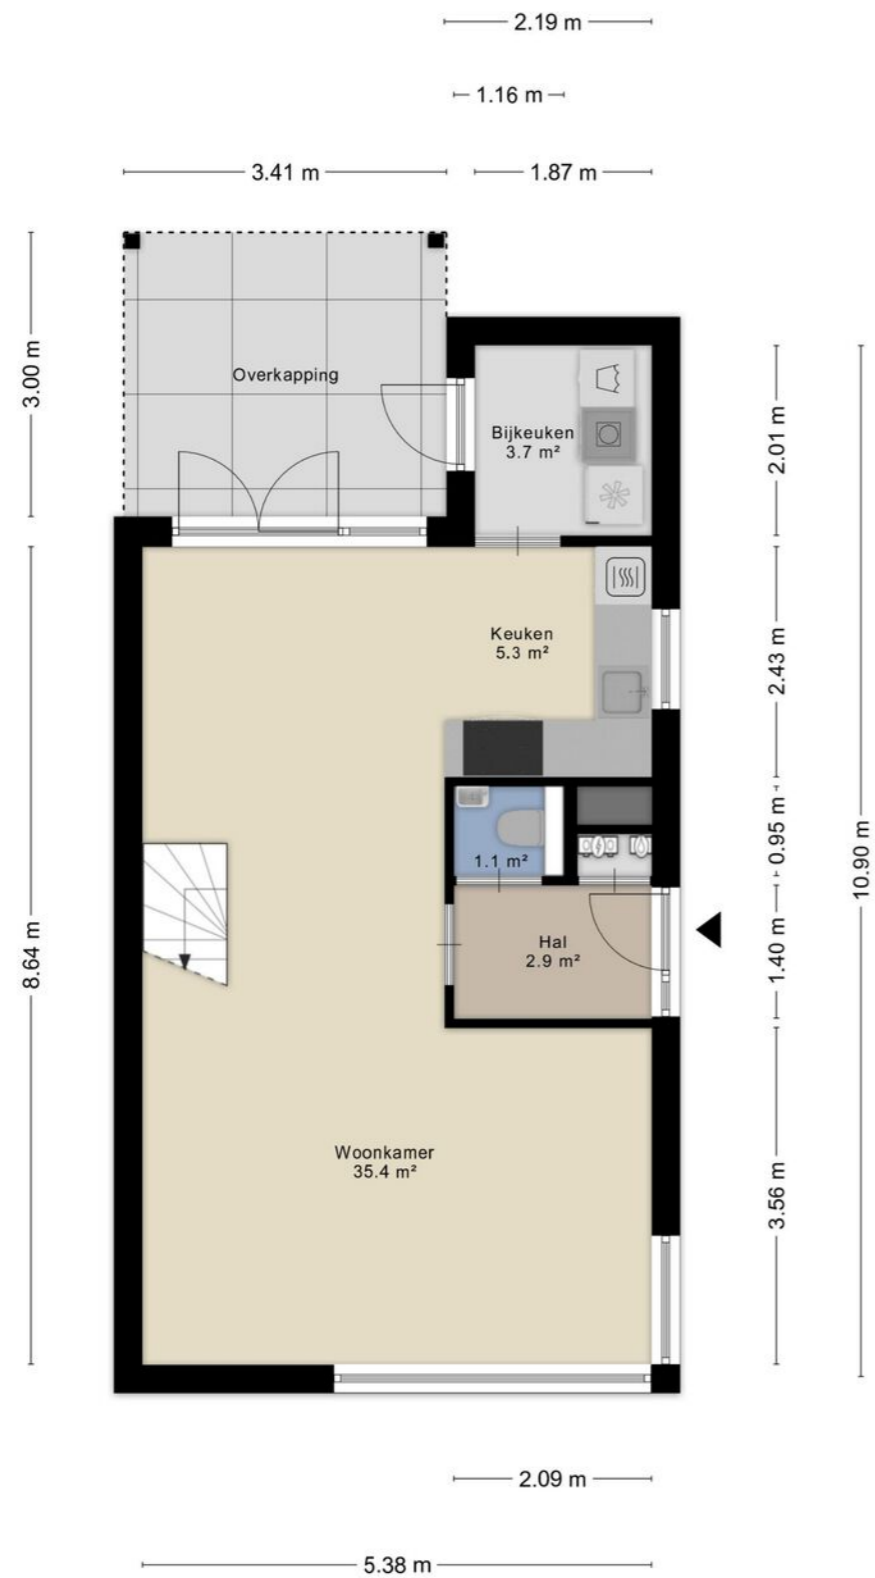 2.19 m
1.16 m
3.41 m
1.87 m
3.00 m
Overkapping
Bijkeuken
3.7 m²
2.01 m
Keuken
5.3 m²
2.43 m
1.1 m²
0.95 m
10.90 m
Hal
2.9 m²
1.40 m
8.64 m
Woonkamer
35.4 m²
3.56 m
2.09 m
5.38 m